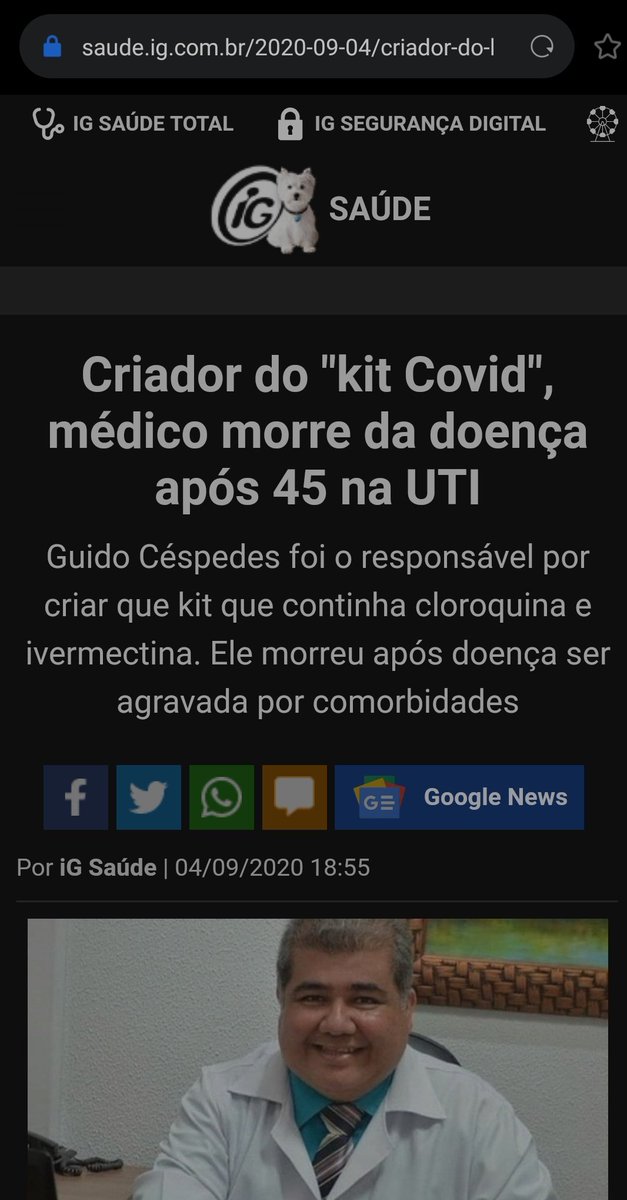 saude.ig.com.br/2020-09-04/criador-do-l
IG SAÚDE TOTAL
IG SEGURANÇA DIGITAL
iG SAÚDE
Criador do "kit Covid",
médico morre da doença
após 45 na UTI
Guido Céspedes foi o responsável por
criar que kit que continha cloroquina e
ivermectina. Ele morreu após doença ser
agravada por comorbidades
f
GE Google News
Por iG Saúde | 04/09/2020 18:55